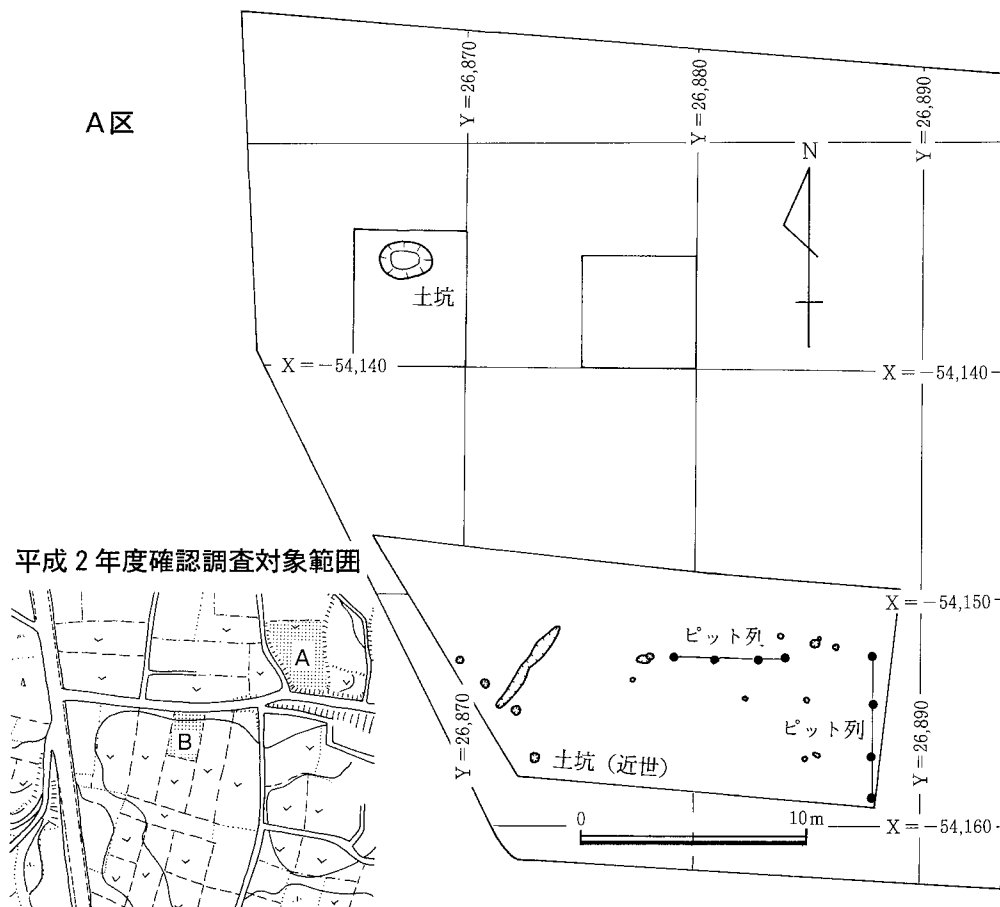 A区
Y=26,870
Y=26,880
Y=26,890
N
土坑
X=−54,140
X=−54,140
平成2年度確認調査対象範囲
A
B
X=−54,150
ピット列
ピット列
Y=26,870
Y=26,890
土坑（近世）
0 10m
X=−54,160